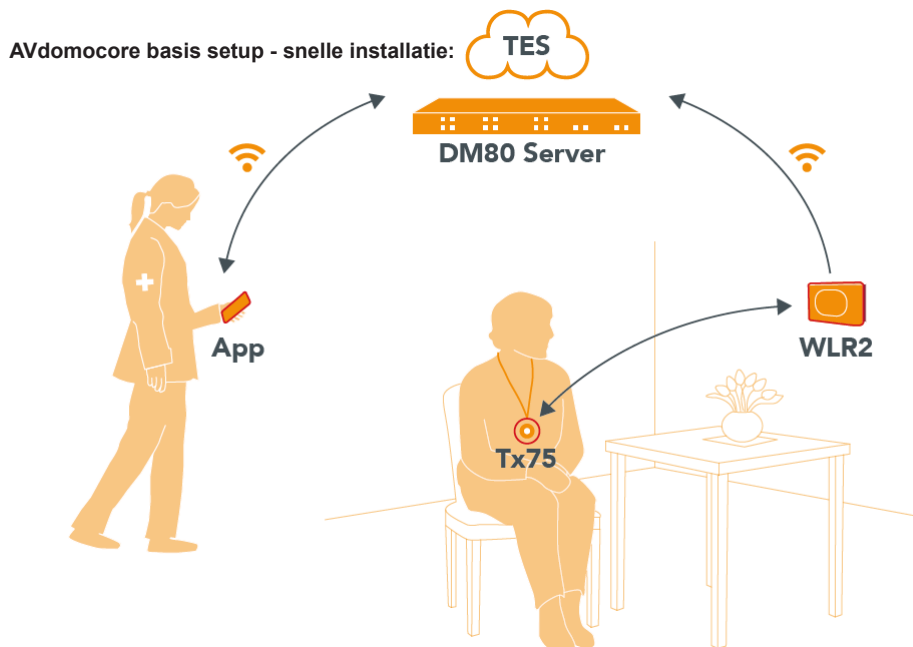 AVdomocore basis setup - snelle installatie:
TES
DM80 Server
App
WLR2
Tx75